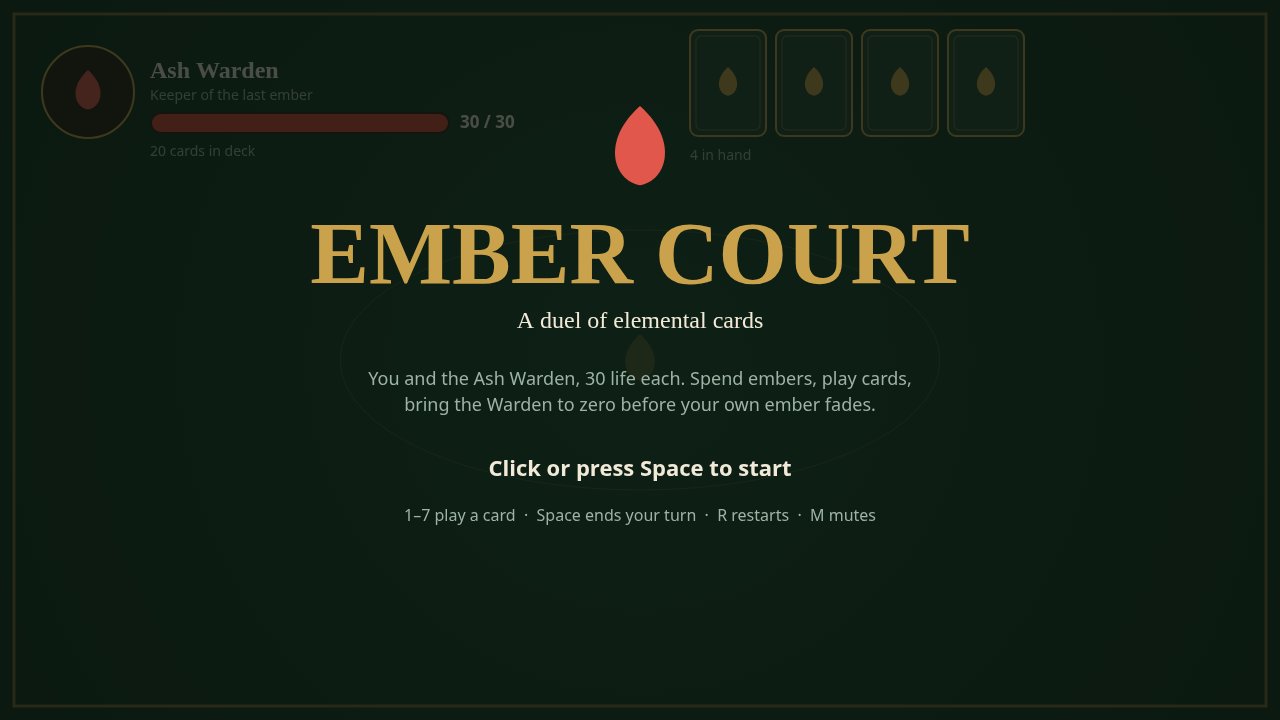 Ash Warden
Keeper of the last ember
30 / 30
20 cards in deck
4 in hand
EMBER COURT
A duel of elemental cards
You and the Ash Warden, 30 life each. Spend embers, play cards,
bring the Warden to zero before your own ember fades.
Click or press Space to start
1–7 play a card · Space ends your turn · R restarts · M mutes